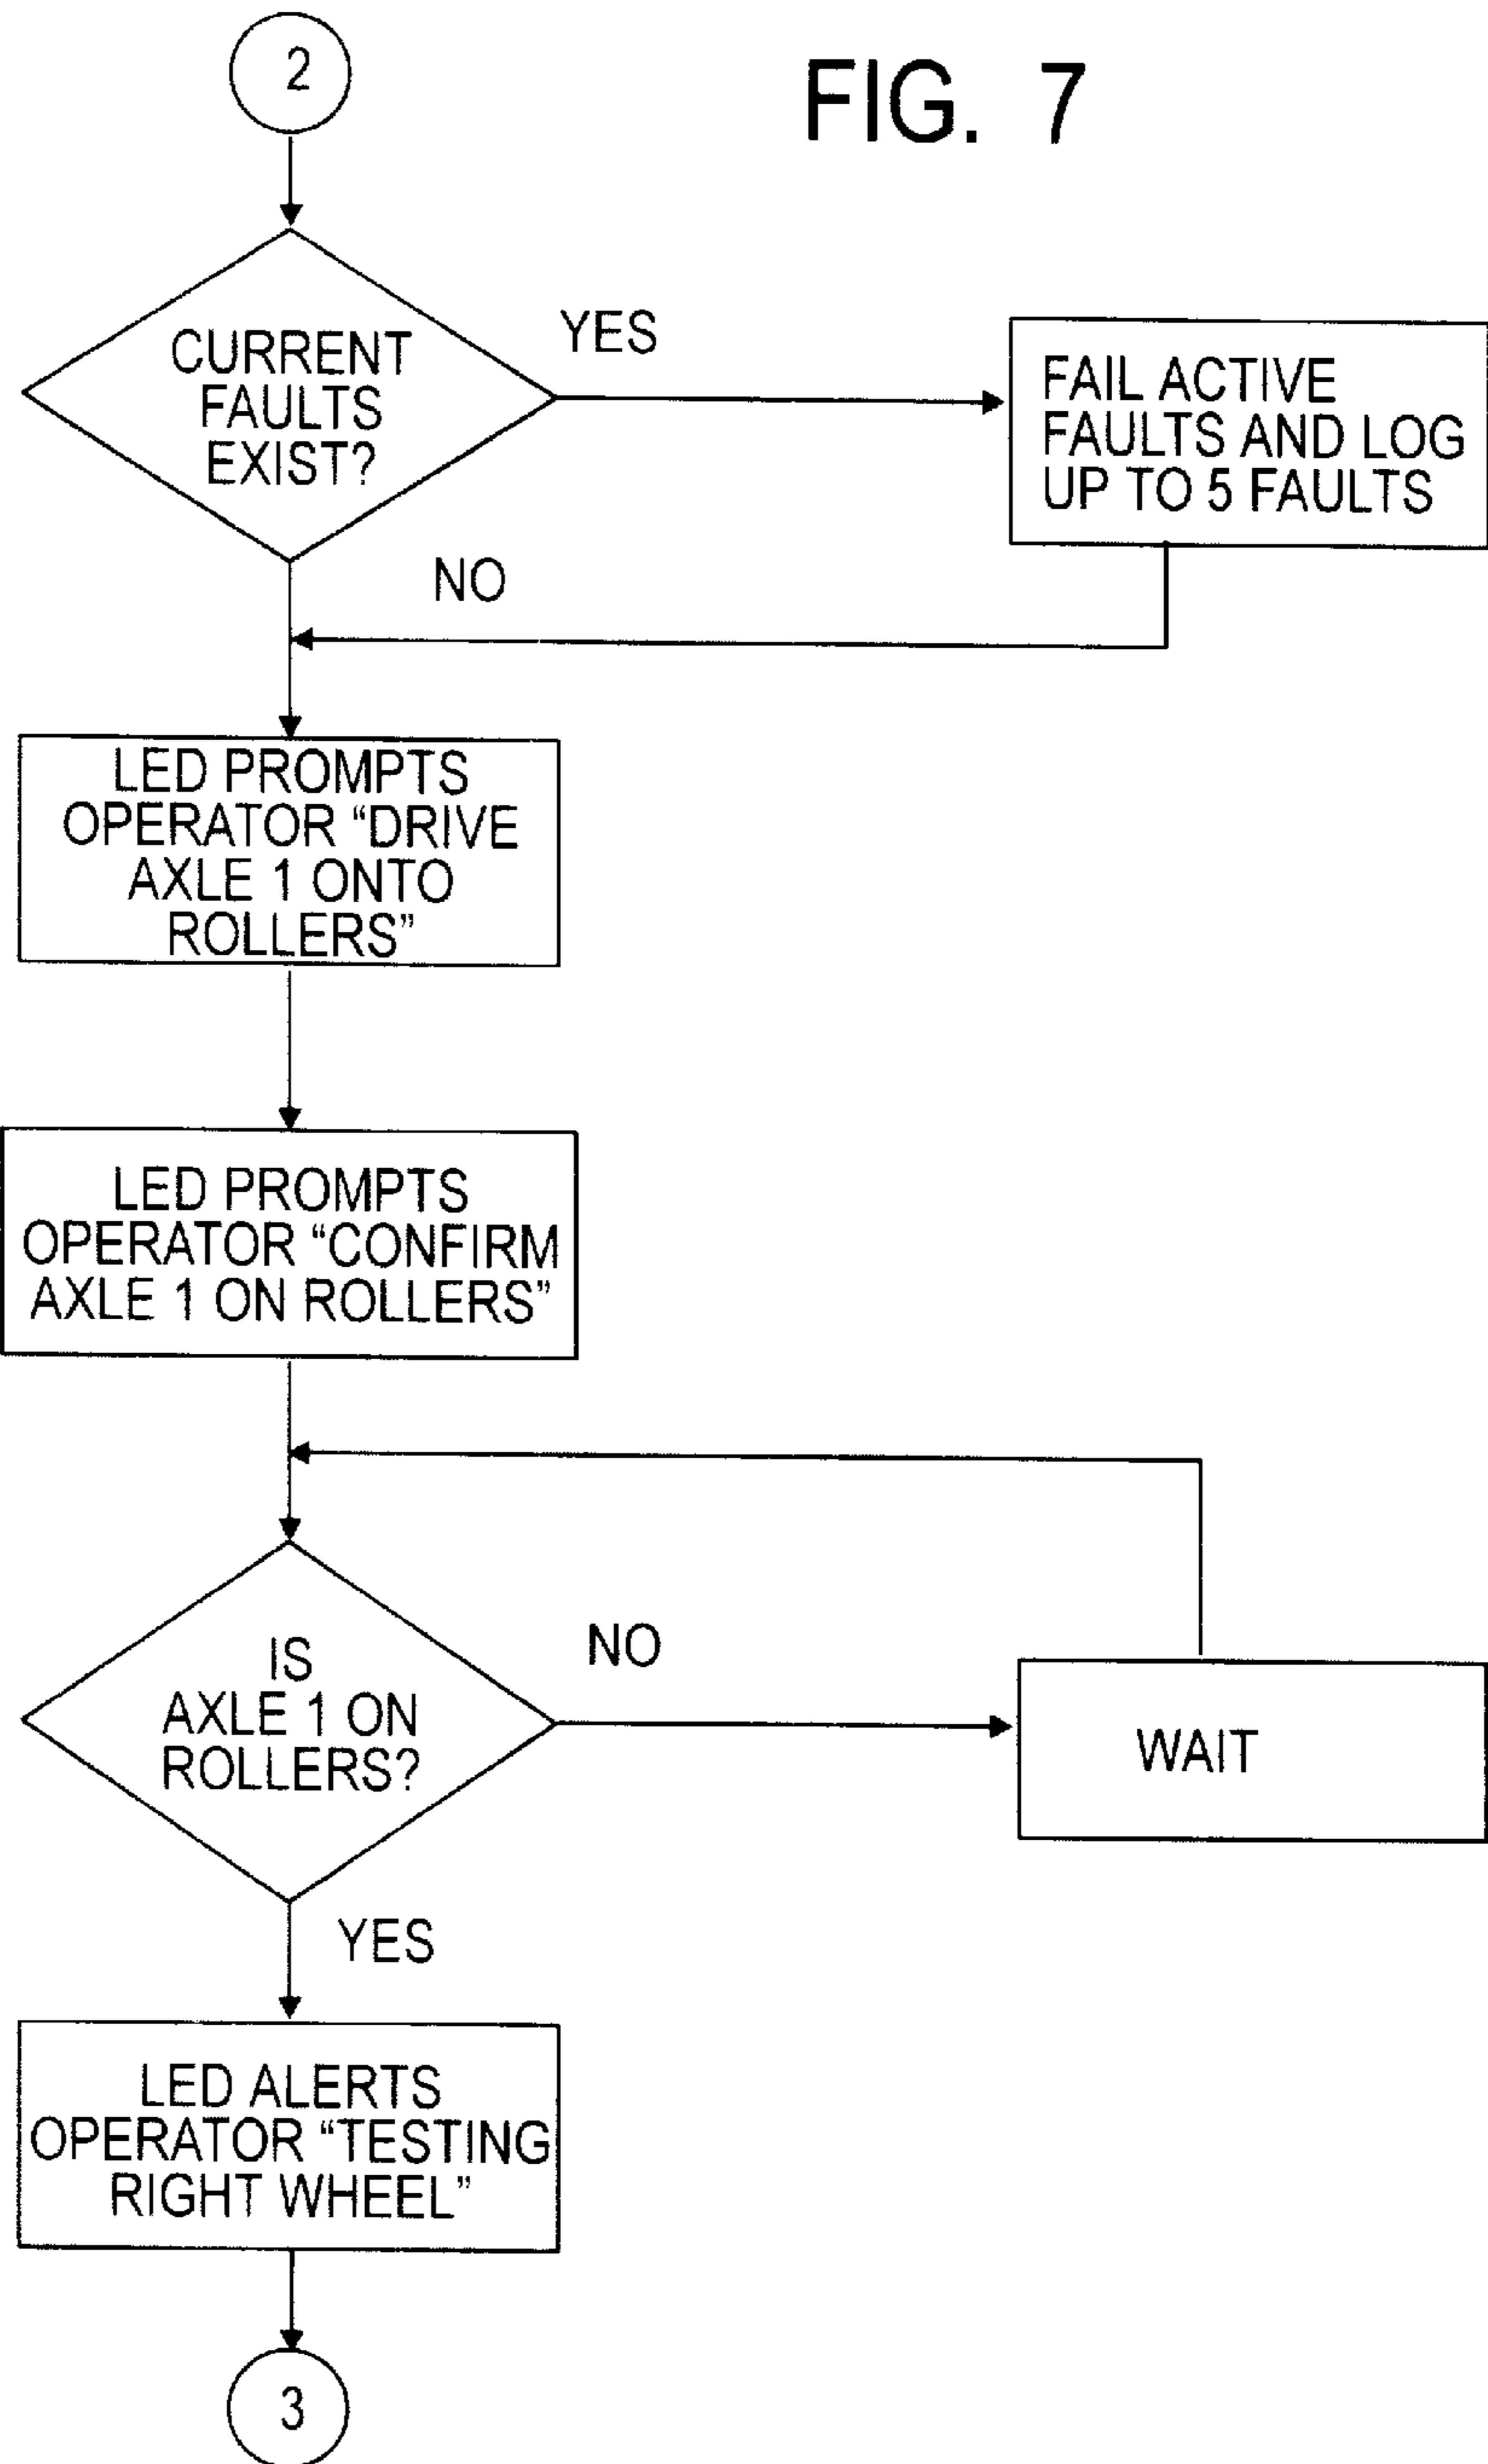 2
FIG. 7
CURRENT
FAULTS
EXIST?
YES
FAIL ACTIVE
FAULTS AND LOG
UP TO 5 FAULTS
NO
LED PROMPTS
OPERATOR “DRIVE
AXLE 1 ONTO
ROLLERS”
LED PROMPTS
OPERATOR “CONFIRM
AXLE 1 ON ROLLERS”
IS
AXLE 1 ON
ROLLERS?
NO
WAIT
YES
LED ALERTS
OPERATOR “TESTING
RIGHT WHEEL”
3